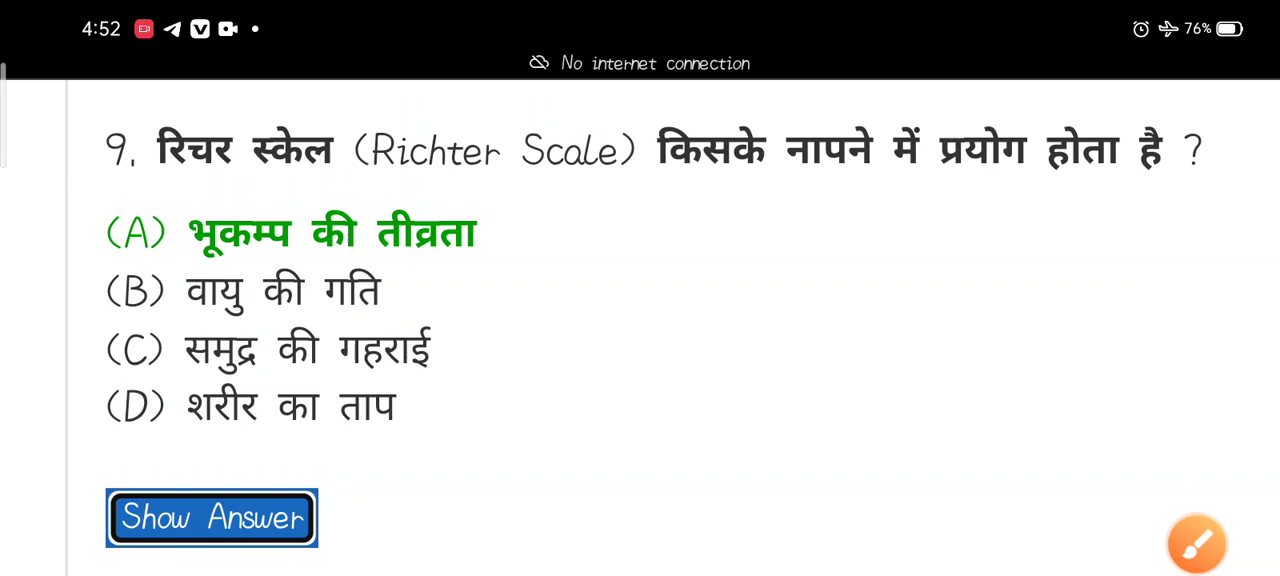 4:52
76%
No internet connection
9. रिचर स्केल (Richter Scale) किसके नापने में प्रयोग होता है ?
(A) भूकम्प की तीव्रता
(B) वायु की गति
(C) समुद्र की गहराई
(D) शरीर का ताप
Show Answer